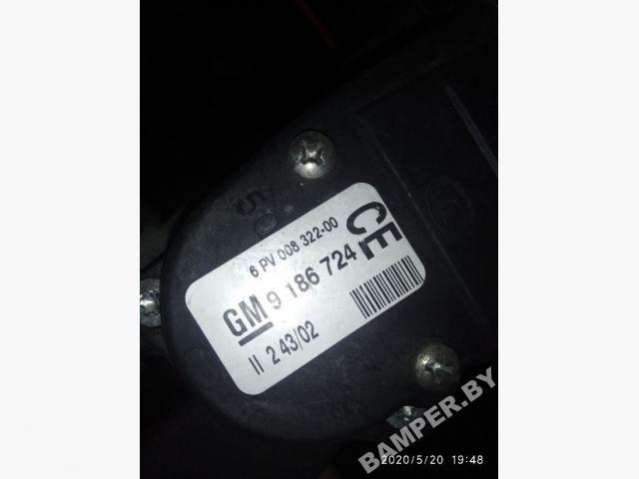 6 PV 008 322-00
CE
GM 9 186 724
II 2 43/02
BAMPER.BY
2020/5/20 19:48